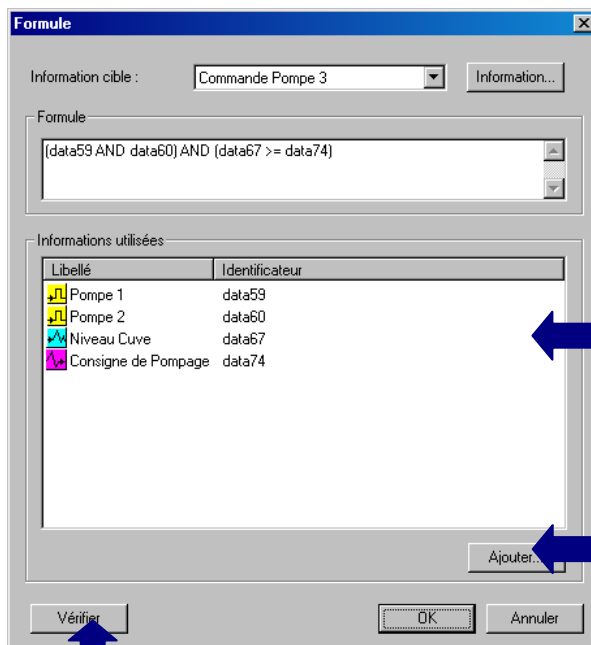 Formule
Information cible :
Commande Pompe 3
Information...
Formule
(data59 AND data60) AND (data67 >= data74)
Informations utilisées
Libellé Identificateur
Pompe 1 data59
Pompe 2 data60
Niveau Cuve data67
Consigne de Pompage data74
Ajouter...
Vérifier
OK
Annuler